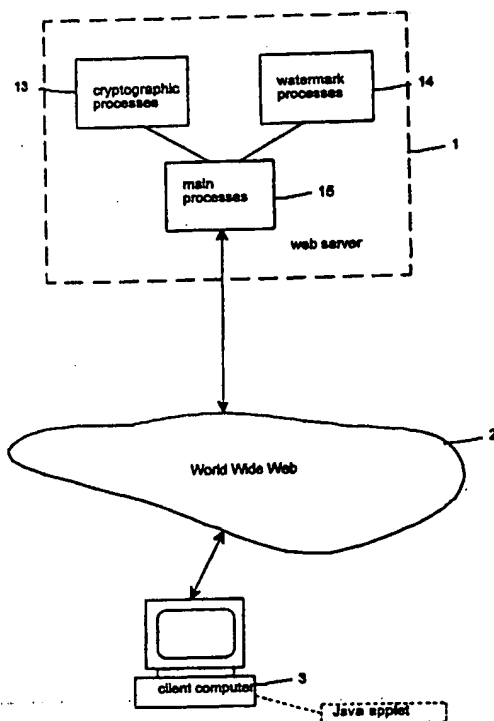 13
cryptographic
processes
watermark
processes
14
1
main
processes
15
web server
2
World Wide Web
3
client computer
Java applet